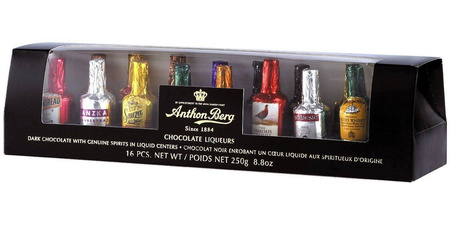 BY APPOINTMENT TO THE ROYAL DANISH COURT
Anthon Berg
Since 1884
CHOCOLATE LIQUEURS
DARK CHOCOLATE WITH GENUINE SPIRITS IN LIQUID CENTERS • CHOCOLAT NOIR ENROBANT UN CŒUR LIQUIDE AUX SPIRITUEUX D'ORIGINE
16 PCS. NET WT / POIDS NET 250g 8.8oz